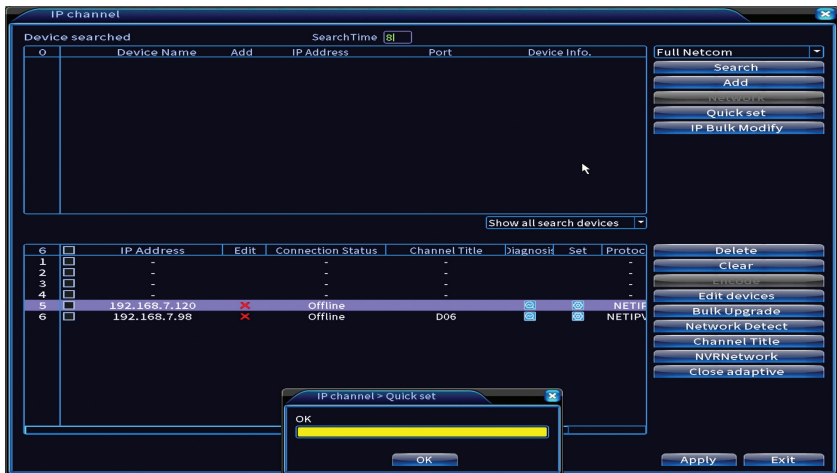 IP channel
Device searched SearchTime 8
0 Device Name Add IP Address Port Device Info.
Full Netcom
Search
Add
Network
Quick set
IP Bulk Modify
Show all search devices
6 IP Address Edit Connection Status Channel Title Diagnosis Set Protoc
1 - - - -
2 - - - -
3 - - - -
4 - - - -
5 192.168.7.120 Offline NETIP
6 192.168.7.98 Offline D06 NETIPV
Delete
Clear
Encode
Edit devices
Bulk Upgrade
Network Detect
Channel Title
NVRNetwork
Close adaptive
IP channel > Quick set
OK
OK
Apply Exit